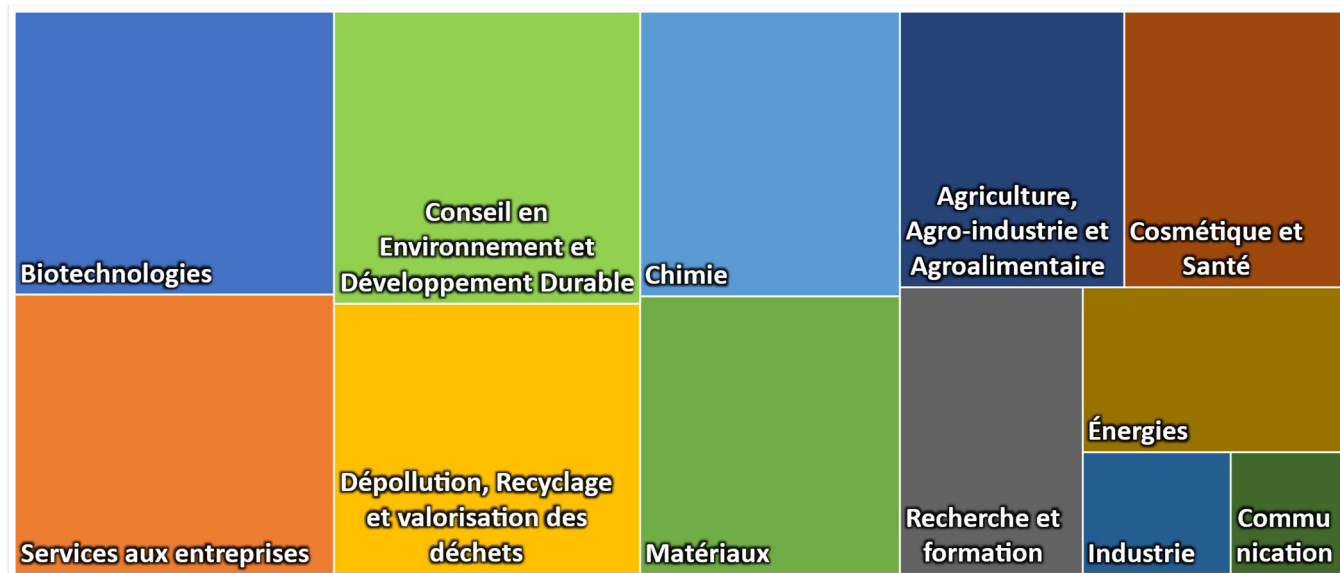 Biotechnologies
Services aux entreprises
Conseil en
Environnement et
Développement Durable
Dépollution, Recyclage
et valorisation des
déchets
Chimie
Matériaux
Agriculture,
Agro-industrie et
Agroalimentaire
Cosmétique et
Santé
Recherche et
formation
Énergies
Industrie
Commu
nication